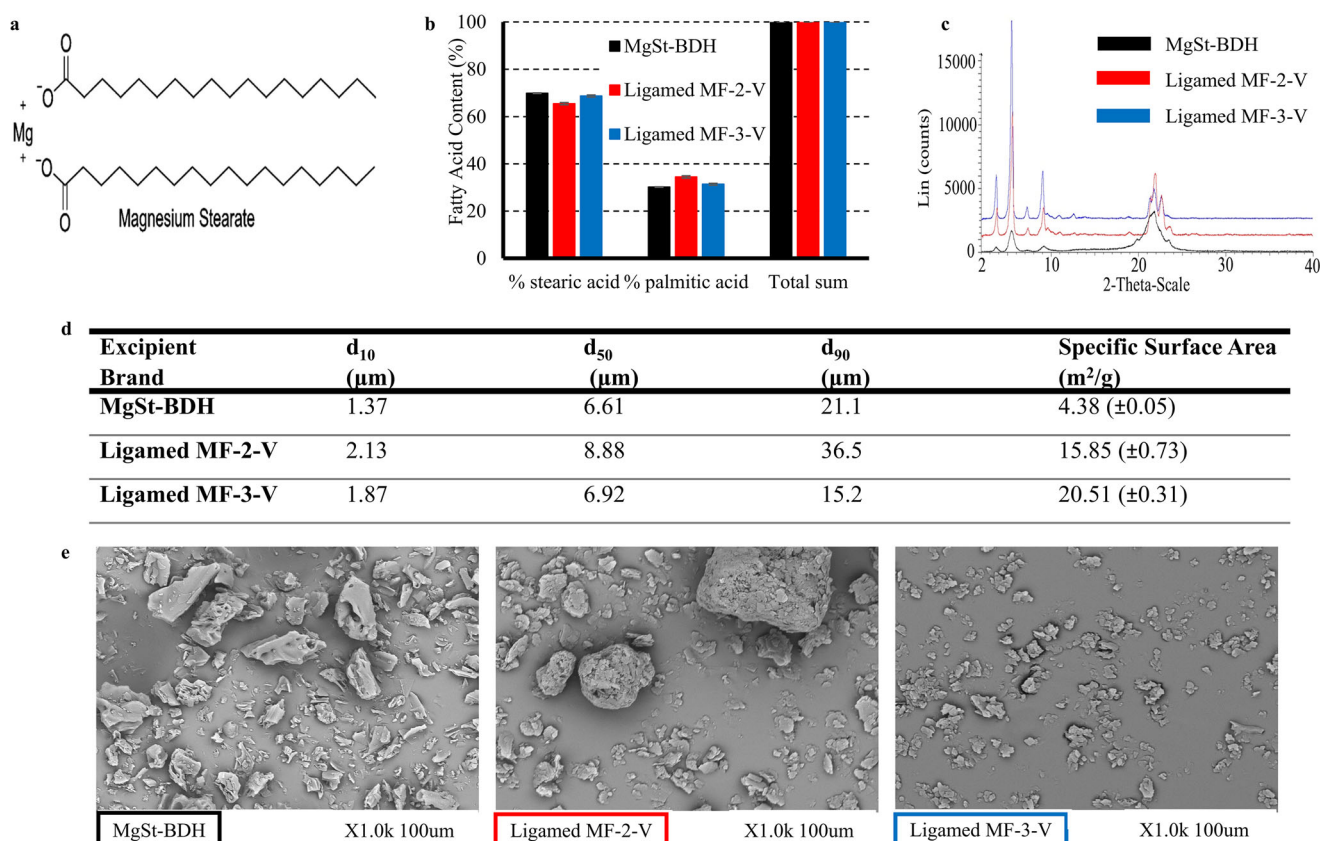 a
O
⁻O
+
Mg
+
⁻O
O
Magnesium Stearate
b
Fatty Acid Content (%)
100
80
60
40
20
0
MgSt-BDH
Ligamed MF-2-V
Ligamed MF-3-V
% stearic acid
% palmitic acid
Total sum
c
Lin (counts)
15000
10000
5000
0
MgSt-BDH
Ligamed MF-2-V
Ligamed MF-3-V
2 10 20 30 40
2-Theta-Scale
d
Excipient d₁₀ d₅₀ d₉₀ Specific Surface Area
Brand (µm) (µm) (µm) (m²/g)
MgSt-BDH 1.37 6.61 21.1 4.38 (±0.05)
Ligamed MF-2-V 2.13 8.88 36.5 15.85 (±0.73)
Ligamed MF-3-V 1.87 6.92 15.2 20.51 (±0.31)
e
MgSt-BDH X1.0k 100um
Ligamed MF-2-V X1.0k 100um
Ligamed MF-3-V X1.0k 100um